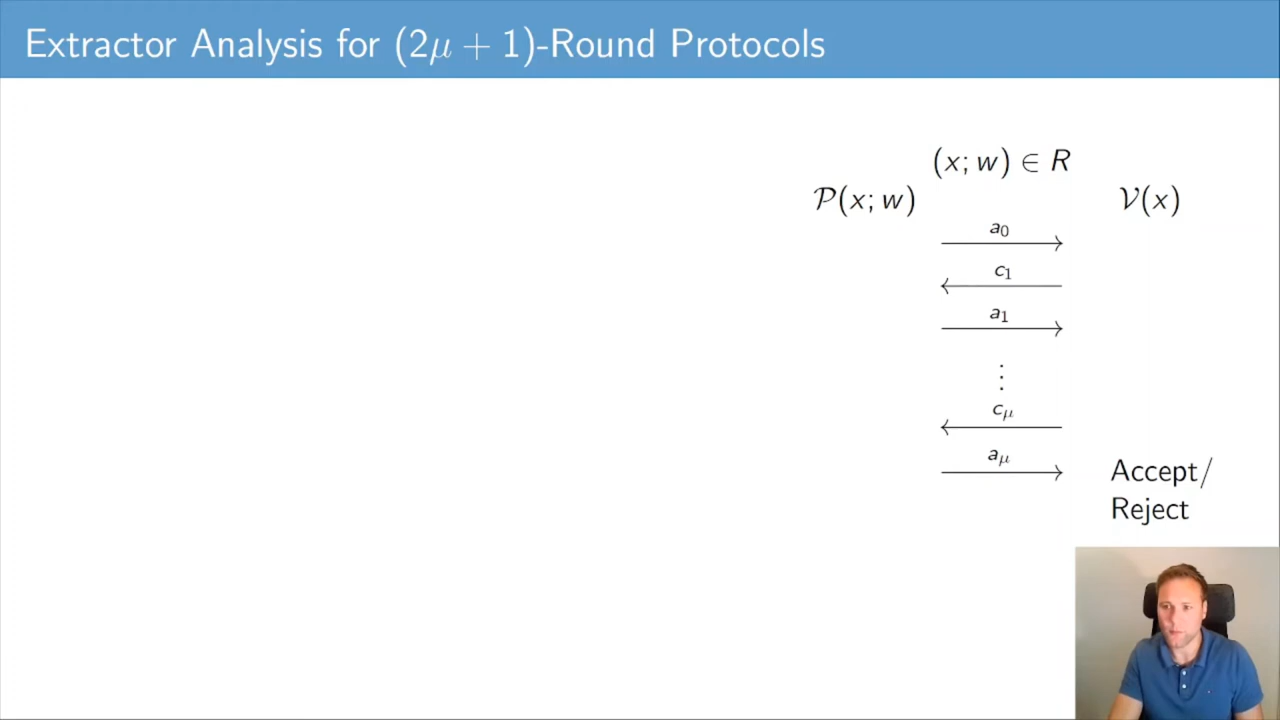 Extractor Analysis for (2μ + 1)-Round Protocols
(x; w) ∈ R
𝒫(x; w)
𝒱(x)
a₀
c₁
a₁
⋮
c_μ
a_μ
Accept/
Reject